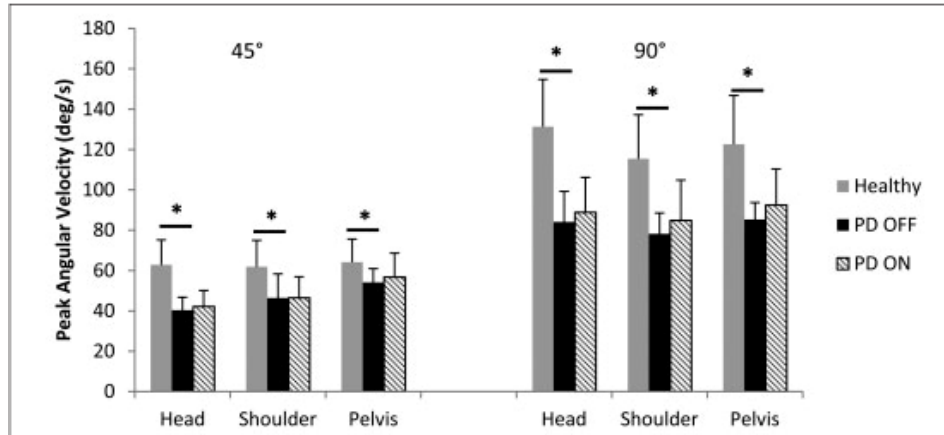 Peak Angular Velocity (deg/s)
180
160
140
120
100
80
60
40
20
0
45°
90°
*
*
*
*
*
*
Head
Shoulder
Pelvis
Head
Shoulder
Pelvis
Healthy
PD OFF
PD ON